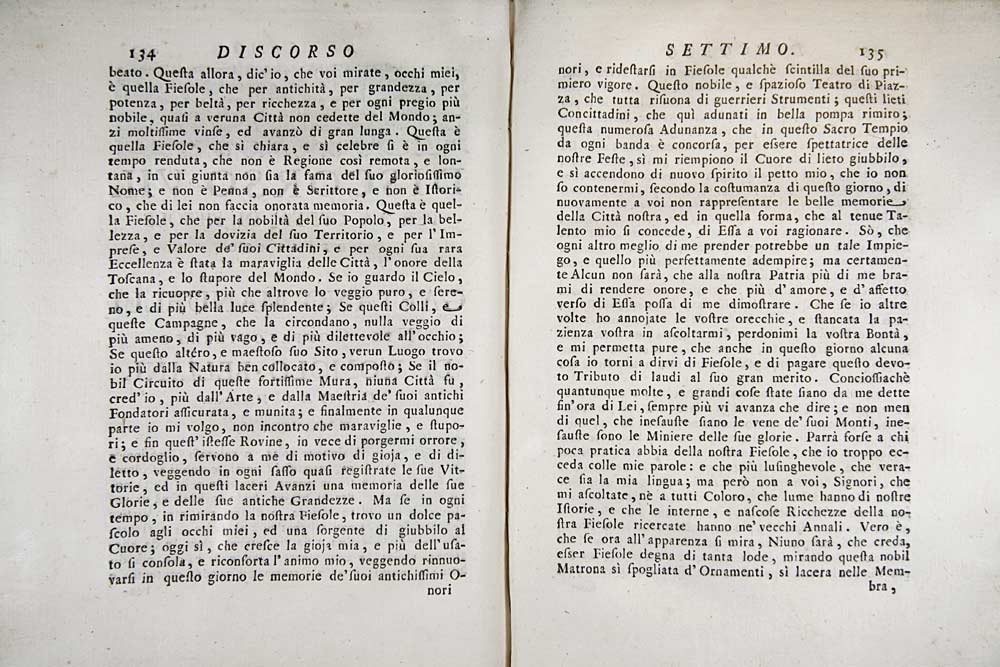 134 DISCORSO
beato. Queſta allora, dic'io, che voi mirate, occhi miei,
è quella Fieſole, che per antichità, per grandezza, per
potenza, per beltà, per ricchezza, e per ogni pregio più
nobile, quaſi a veruna Città non cedette del Mondo; an-
zi moltiſſime vinſe, ed avanzò di gran lunga. Queſta è
quella Fieſole, che sì chiara, e sì celebre ſi è in ogni
tempo renduta, che non è Regione così remota, e lon-
tana, in cui giunta non ſia la fama del ſuo glorioſiſſimo
Nome; e non è Penna, non è Scrittore, e non è Iſtori-
co, che di lei non faccia onorata memoria. Queſta è quel-
la Fieſole, che per la nobiltà del ſuo Popolo, per la bel-
lezza, e per la dovizia del ſuo Territorio, e per l'Im-
preſe, e Valore de' ſuoi Cittadini, e per ogni ſua rara
Eccellenza è ſtata la maraviglia delle Città, l'onore della
Toſcana, e lo ſtupore del Mondo. Se io guardo il Cielo,
che la ricuopre, più che altrove lo veggio puro, e ſere-
no, e di più bella luce ſplendente; Se queſti Colli, e
queſte Campagne, che la circondano, nulla veggio di
più ameno, di più vago, e di più dilettevole all'occhio;
Se queſto altéro, e maeſtoſo ſuo Sito, verun Luogo trovo
io più dalla Natura ben collocato, e compoſto; Se il no-
bil Circuito di queſte fortiſſime Mura, niuna Città fu,
cred'io, più dall'Arte, e dalla Maeſtria de' ſuoi antichi
Fondatori aſſicurata, e munita; e finalmente in qualunque
parte io mi volgo, non incontro che maraviglie, e ſtupo-
ri; e fin queſt' iſteſſe Rovine, in vece di porgermi orrore,
e cordoglio, ſervono a me di motivo di gioja, e di di-
letto, veggendo in ogni ſaſſo quaſi regiſtrate le ſue Vit-
torie, ed in queſti laceri Avanzi una memoria delle ſue
Glorie, e delle ſue antiche Grandezze. Ma ſe in ogni
tempo, in rimirando la noſtra Fieſole, trovo un dolce pa-
ſcolo agli occhi miei, ed una ſorgente di giubbilo al
Cuore; oggi sì, che creſce la gioja mia, e più dell'uſa-
to ſi conſola, e riconforta l'animo mio, veggendo rinnuo-
varſi in queſto giorno le memorie de'ſuoi antichiſſimi O-
nori
SETTIMO. 135
nori, e ridestarſi in Fieſole qualchè ſcintilla del ſuo pri-
miero vigore. Queſto nobile, e ſpazioſo Teatro di Piaz-
za, che tutta riſuona di guerrieri Strumenti; queſti lieti
Concittadini, che quì adunati in bella pompa rimiro;
queſta numeroſa Adunanza, che in queſto Sacro Tempio
da ogni banda è concorſa, per eſſere ſpettatrice delle
noſtre Feſte, sì mi riempiono il Cuore di lieto giubbilo,
e sì accendono di nuovo ſpirito il petto mio, che io non
ſo contenermi, ſecondo la coſtumanza di queſto giorno, di
nuovamente a voi non rappreſentare le belle memorie
della Città noſtra, ed in quella forma, che al tenue Ta-
lento mio ſi concede, di Eſſa a voi ragionare. Sò, che
ogni altro meglio di me prender potrebbe un tale Impie-
go, e quello più perfettamente adempire; ma certamen-
te Alcun non ſarà, che alla noſtra Patria più di me bra-
mi di rendere onore, e che più d'amore, e d'affetto
verſo di Eſſa poſſa di me dimoſtrare. Che ſe io altre
volte ho annojate le voſtre orecchie, e ſtancata la pa-
zienza voſtra in aſcoltarmi, perdonimi la voſtra Bontà,
e mi permetta pure, che anche in queſto giorno alcuna
coſa io torni a dirvi di Fieſole, e di pagare queſto devo-
to Tributo di laudi al ſuo gran merito. Concioſſiachè
quantunque molte, e grandi coſe ſtate ſiano da me dette
fin'ora di Lei, ſempre più vi avanza che dire; e non men
di quel, che ineſauſte ſiano le vene de' ſuoi Monti, ine-
ſauſte ſono le Miniere delle ſue glorie. Parrà forſe a chi
poca pratica abbia della noſtra Fieſole, che io troppo ec-
ceda colle mie parole: e che più luſinghevole, che vera-
ce ſia la mia lingua; ma però non a voi, Signori, che
mi aſcoltate, nè a tutti Coloro, che lume hanno di noſtre
Iſtorie, e che le interne, e naſcoſe Ricchezze della no-
ſtra Fieſole ricercate hanno ne' vecchi Annali. Vero è,
che ſe ora all'apparenza ſi mira, Niuno ſarà, che creda,
eſſer Fieſole degna di tanta lode, mirando queſta nobil
Matrona sì ſpogliata d'Ornamenti, sì lacera nelle Mem-
bra,